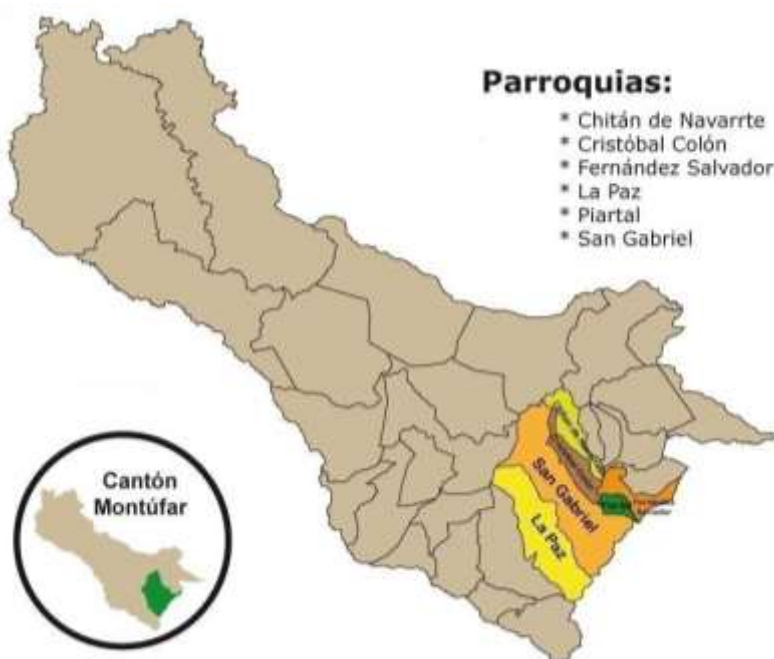 Parroquias:
* Chitán de Navarrte
* Cristóbal Colón
* Fernández Salvador
* La Paz
* Piartal
* San Gabriel
San Gabriel
La Paz
Cantón
Montúfar